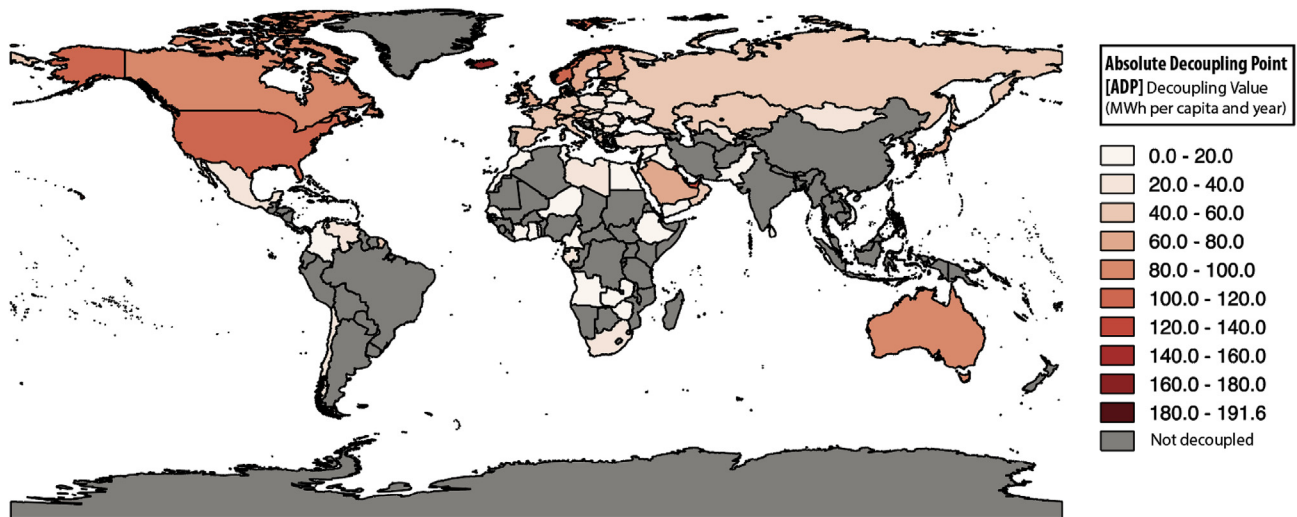 Absolute Decoupling Point
[ADP] Decoupling Value
(MWh per capita and year)
0.0 - 20.0
20.0 - 40.0
40.0 - 60.0
60.0 - 80.0
80.0 - 100.0
100.0 - 120.0
120.0 - 140.0
140.0 - 160.0
160.0 - 180.0
180.0 - 191.6
Not decoupled